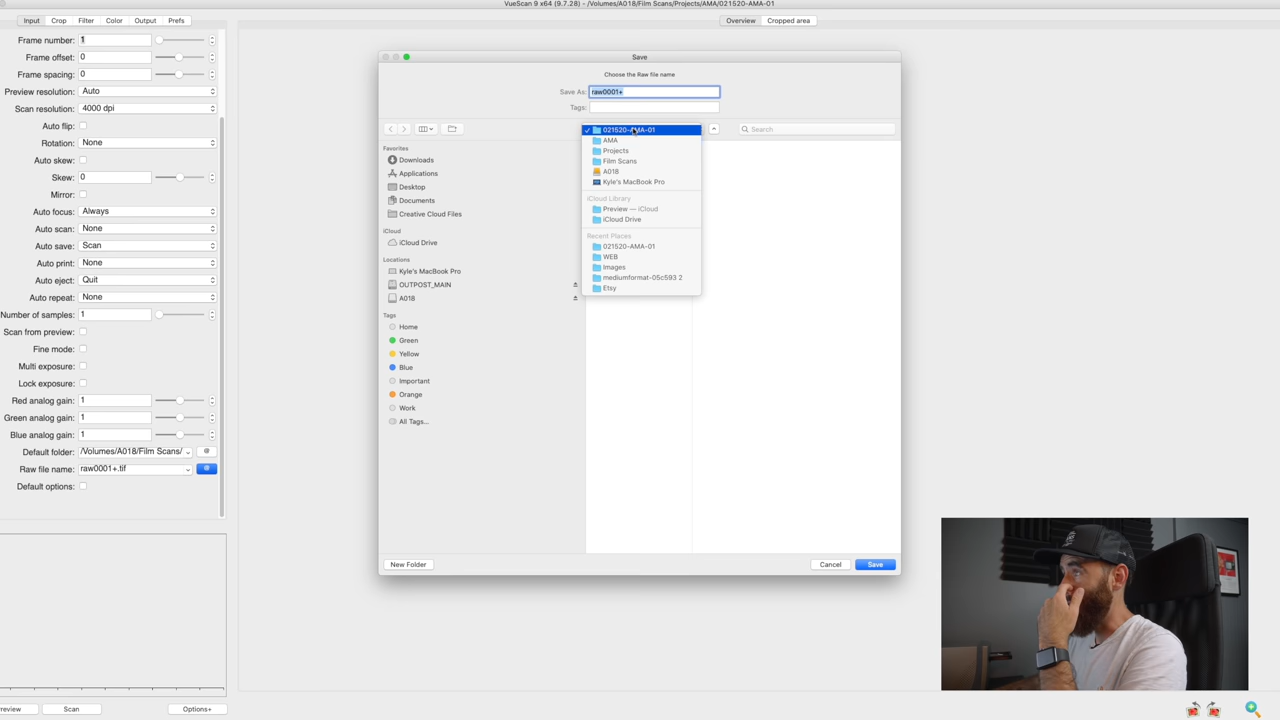 VueScan 9 x64 (9.7.28) - /Volumes/A018/Film Scans/Projects/AMA/021520-AMA-01
Input Crop Filter Color Output Prefs
Overview Cropped area
Frame number: 1
Frame offset: 0
Frame spacing: 0
Preview resolution: Auto
Scan resolution: 4000 dpi
Auto flip:
Rotation: None
Auto skew:
Skew: 0
Mirror:
Auto focus: Always
Auto scan: None
Auto save: Scan
Auto print: None
Auto eject: Quit
Auto repeat: None
Number of samples: 1
Scan from preview:
Fine mode:
Multi exposure:
Lock exposure:
Red analog gain: 1
Green analog gain: 1
Blue analog gain: 1
Default folder: /Volumes/A018/Film Scans/ @
Raw file name: raw0001+.tif @
Default options:
review Scan Options+
Save
Choose the Raw file name
Save As: raw0001+
Tags:
Search
Favorites
Downloads
Applications
Desktop
Documents
Creative Cloud Files
iCloud
iCloud Drive
Locations
Kyle's MacBook Pro
OUTPOST_MAIN
A018
Tags
Home
Green
Yellow
Blue
Important
Orange
Work
All Tags...
021520-AMA-01
AMA
Projects
Film Scans
A018
Kyle's MacBook Pro
iCloud Library
Preview — iCloud
iCloud Drive
Recent Places
021520-AMA-01
WEB
Images
mediumformat-05c593 2
Etsy
New Folder
Cancel Save